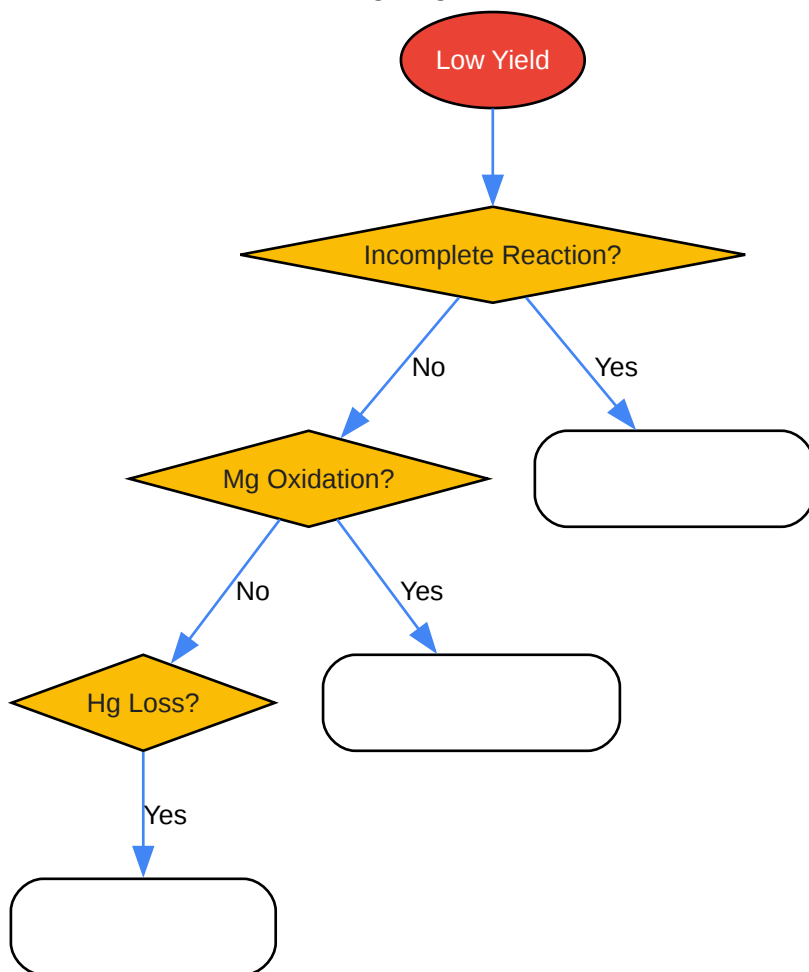 Low Yield
Incomplete Reaction?
No
Yes
Mg Oxidation?
No
Yes
Hg Loss?
Yes